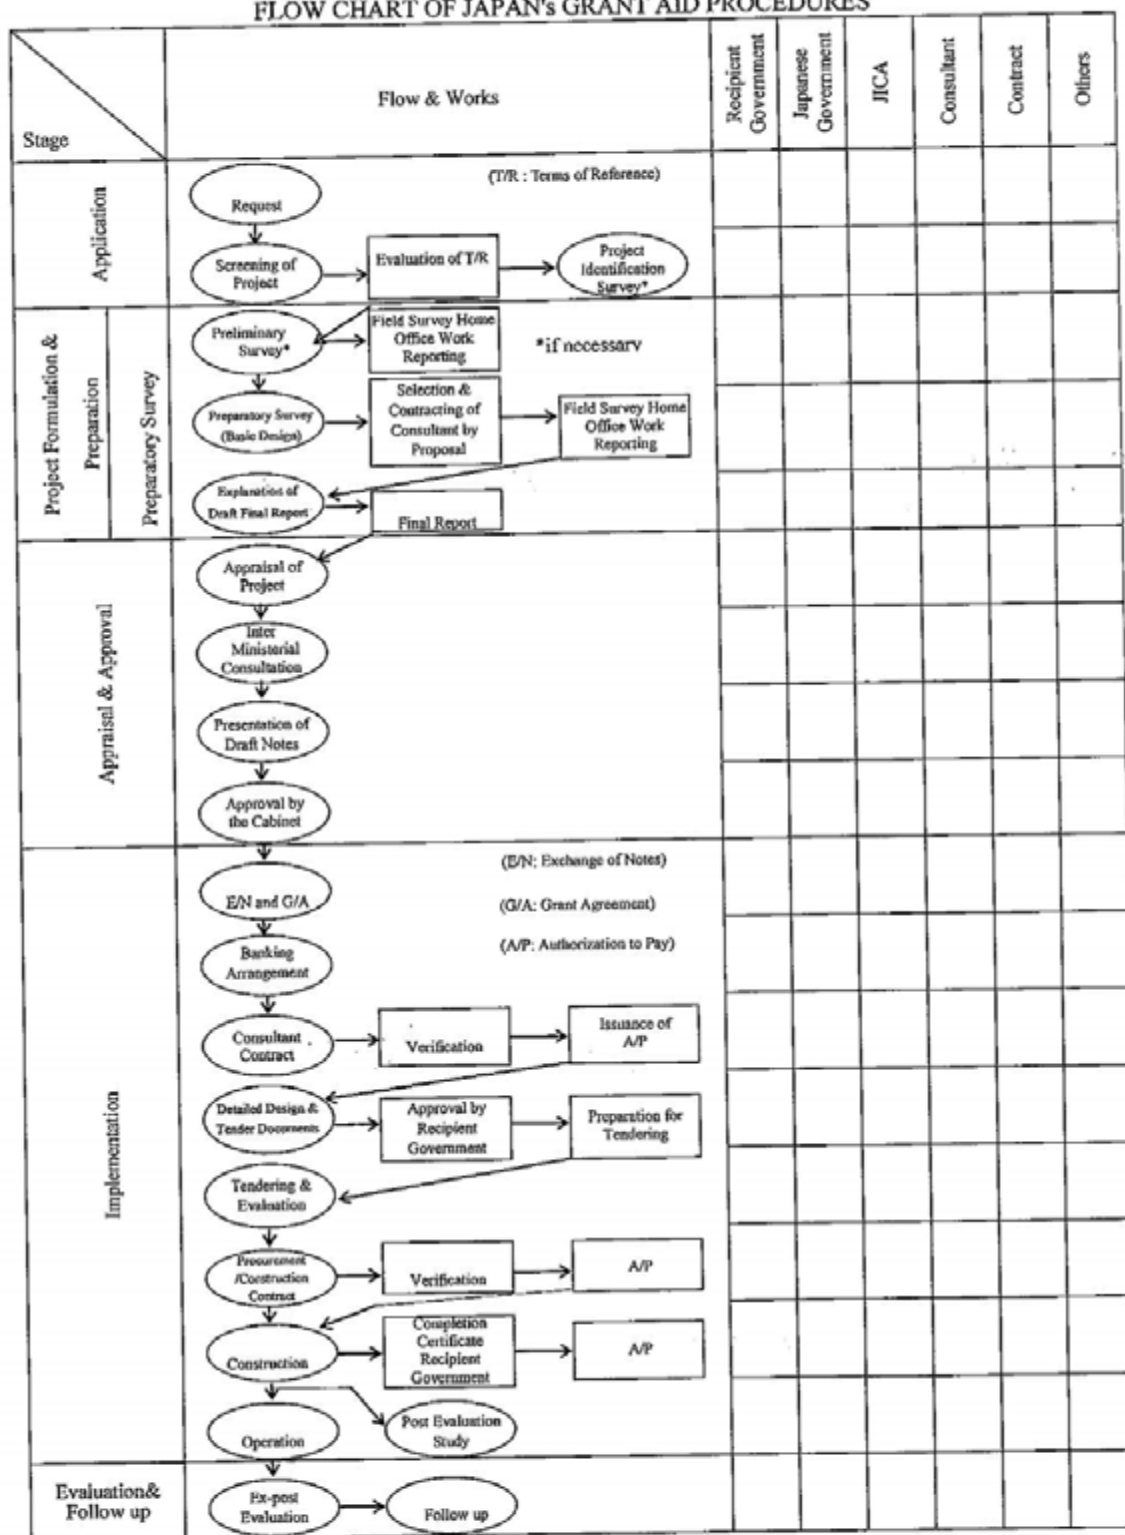 FLOW CHART OF JAPAN's GRANT AID PROCEDURES
Stage
Flow & Works
Recipient
Government
Japanese
Government
JICA
Consultant
Contract
Others
Application
(T/R : Terms of Reference)
Request
Screening of
Project
Evaluation of T/R
Project
Identification
Survey*
Project Formulation &
Preparation
Preparatory Survey
Preliminary
Survey*
Field Survey Home
Office Work
Reporting
*if necessary
Preparatory Survey
(Basic Design)
Selection &
Contracting of
Consultant by
Proposal
Field Survey Home
Office Work
Reporting
Explanation of
Draft Final Report
Final Report
Appraisal & Approval
Appraisal of
Project
Inter
Ministerial
Consultation
Presentation of
Draft Notes
Approval by
the Cabinet
Implementation
(E/N: Exchange of Notes)
E/N and G/A
(G/A: Grant Agreement)
(A/P: Authorization to Pay)
Banking
Arrangement
Consultant
Contract
Verification
Issuance of
A/P
Detailed Design &
Tender Documents
Approval by
Recipient
Government
Preparation for
Tendering
Tendering &
Evaluation
Procurement
/Construction
Contract
Verification
A/P
Construction
Completion
Certificate
Recipient
Government
A/P
Operation
Post Evaluation
Study
Evaluation&
Follow up
Ex-post
Evaluation
Follow up